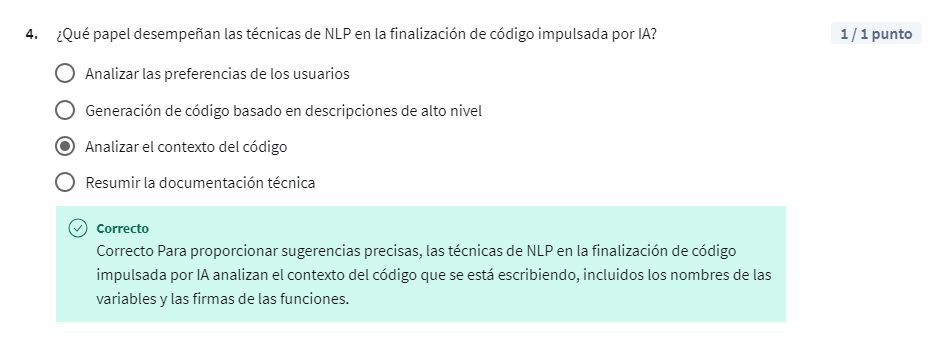 4. ¿Qué papel desempeñan las técnicas de NLP en la finalización de código impulsada por IA?
1 / 1 punto
Analizar las preferencias de los usuarios
Generación de código basado en descripciones de alto nivel
Analizar el contexto del código
Resumir la documentación técnica
Correcto
Correcto Para proporcionar sugerencias precisas, las técnicas de NLP en la finalización de código
impulsada por IA analizan el contexto del código que se está escribiendo, incluidos los nombres de las
variables y las firmas de las funciones.